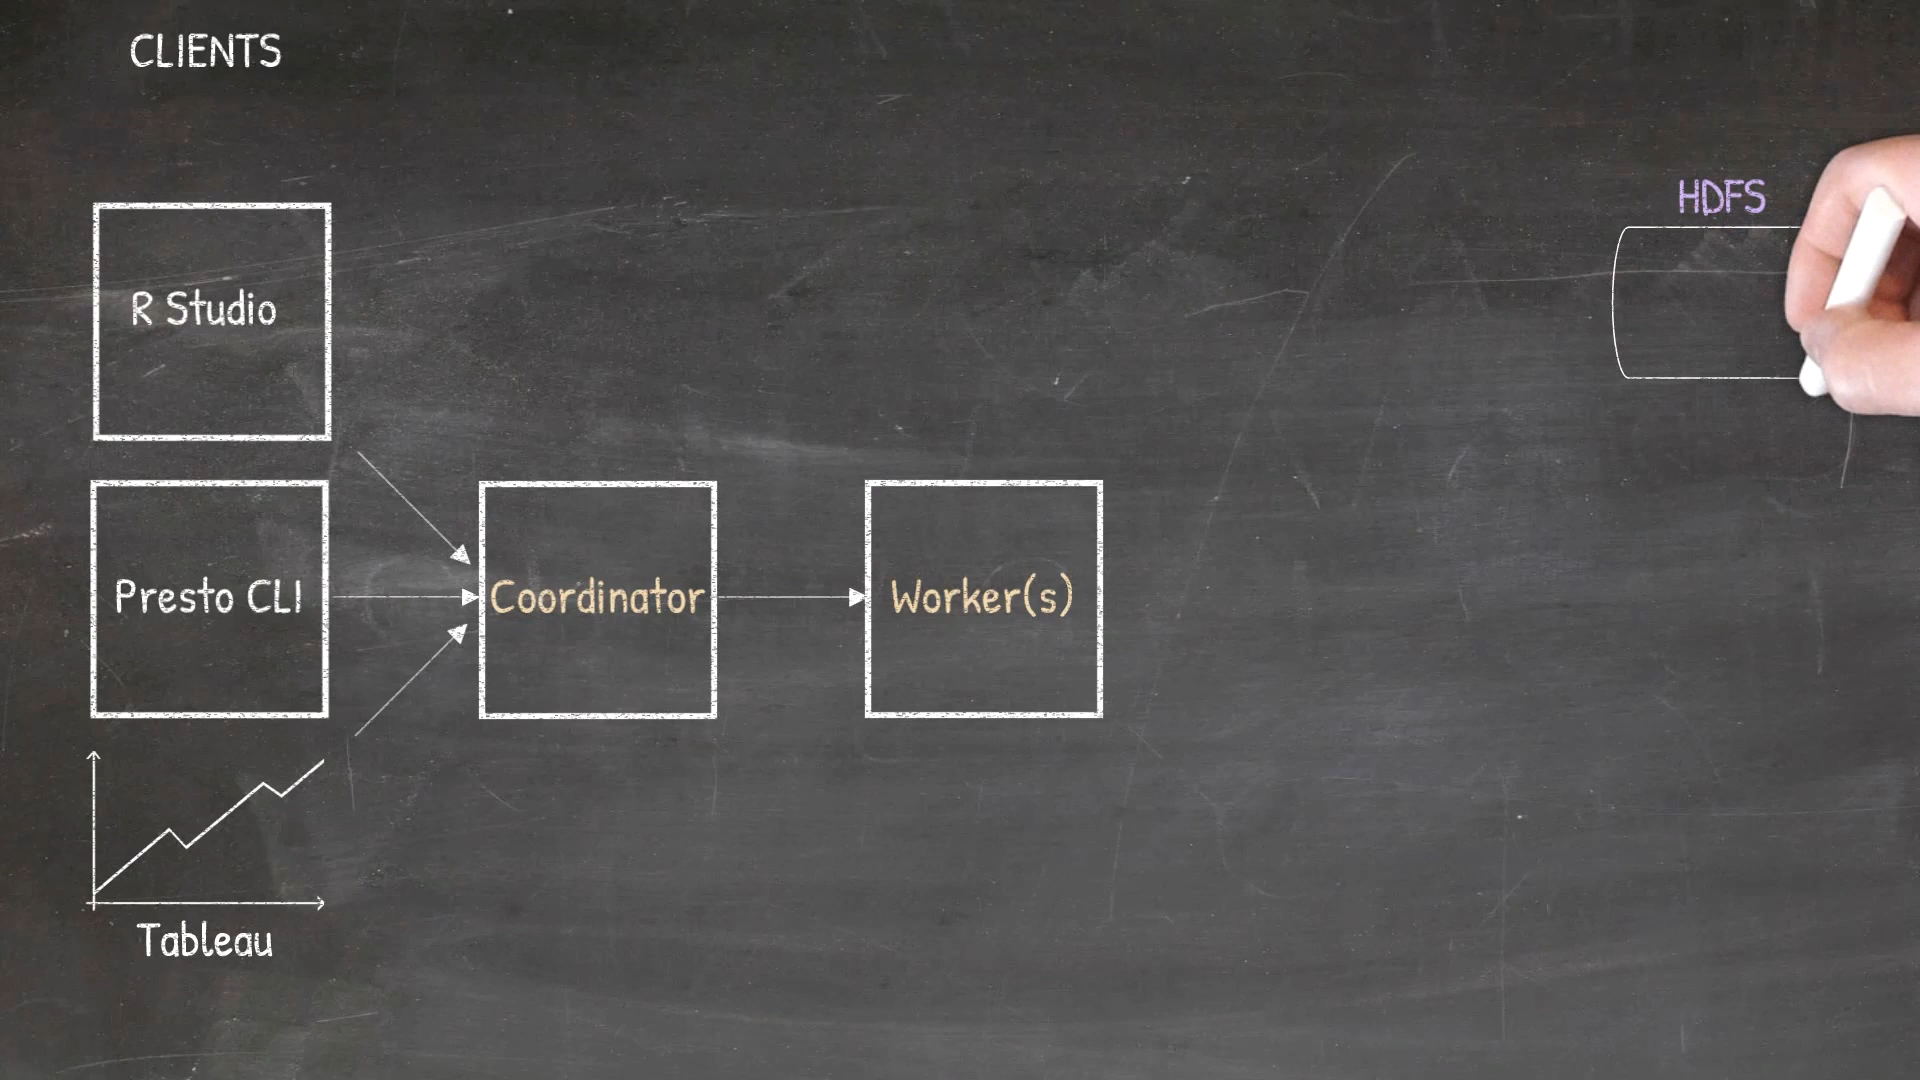 CLIENTS
HDFS
R Studio
Presto CLI
Coordinator
Worker(s)
Tableau